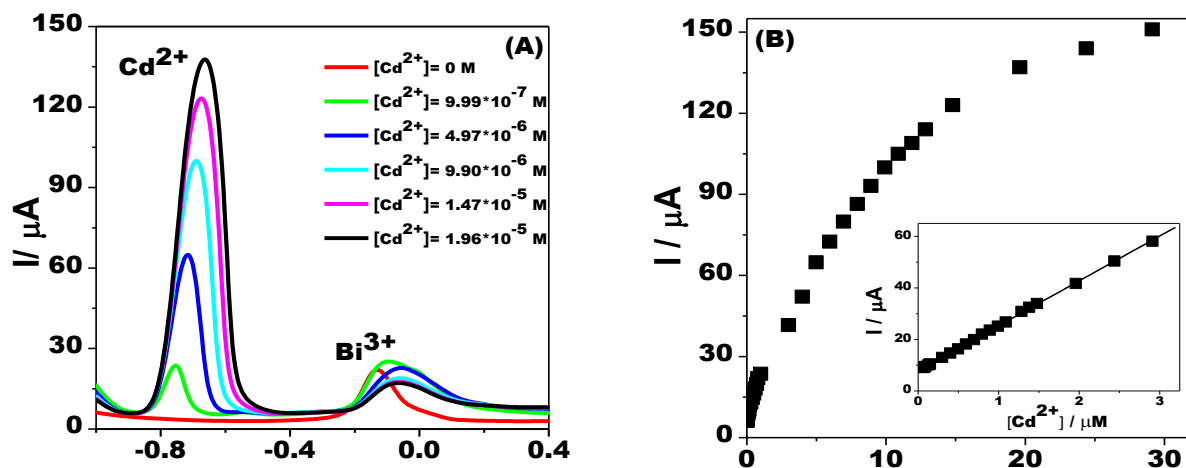 (A)
Cd2+
[Cd2+]= 0 M
[Cd2+]= 9.99*10-7 M
[Cd2+]= 4.97*10-6 M
[Cd2+]= 9.90*10-6 M
[Cd2+]= 1.47*10-5 M
[Cd2+]= 1.96*10-5 M
Bi3+
I/ μA
150
120
90
60
30
0
-0.8
-0.4
0.0
0.4
(B)
I / μA
150
120
90
60
30
0
0
10
20
30
I / μA
60
40
20
0
0
1
2
3
[Cd2+] / μM